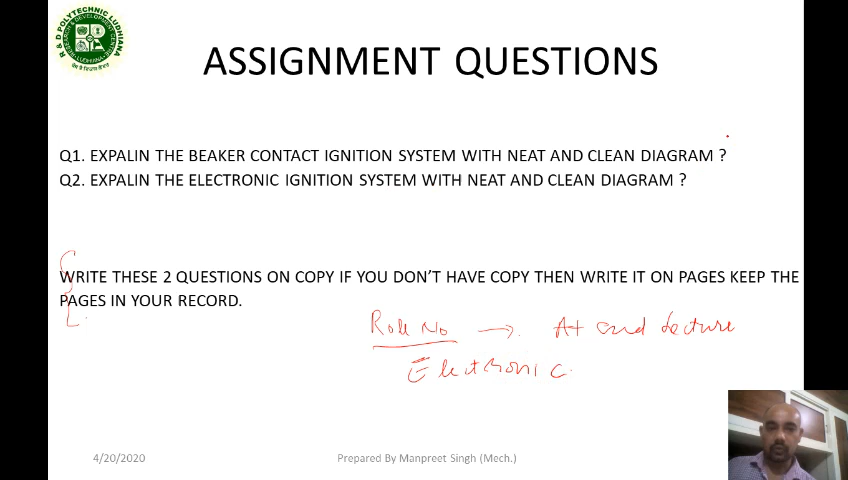 R & D POLYTECHNIC LUDHIANA
ASSIGNMENT QUESTIONS
Q1. EXPALIN THE BEAKER CONTACT IGNITION SYSTEM WITH NEAT AND CLEAN DIAGRAM ?
Q2. EXPALIN THE ELECTRONIC IGNITION SYSTEM WITH NEAT AND CLEAN DIAGRAM ?
WRITE THESE 2 QUESTIONS ON COPY IF YOU DON'T HAVE COPY THEN WRITE IT ON PAGES KEEP THE
PAGES IN YOUR RECORD.
Role No → At end lecture
Electronic
4/20/2020 Prepared By Manpreet Singh (Mech.)